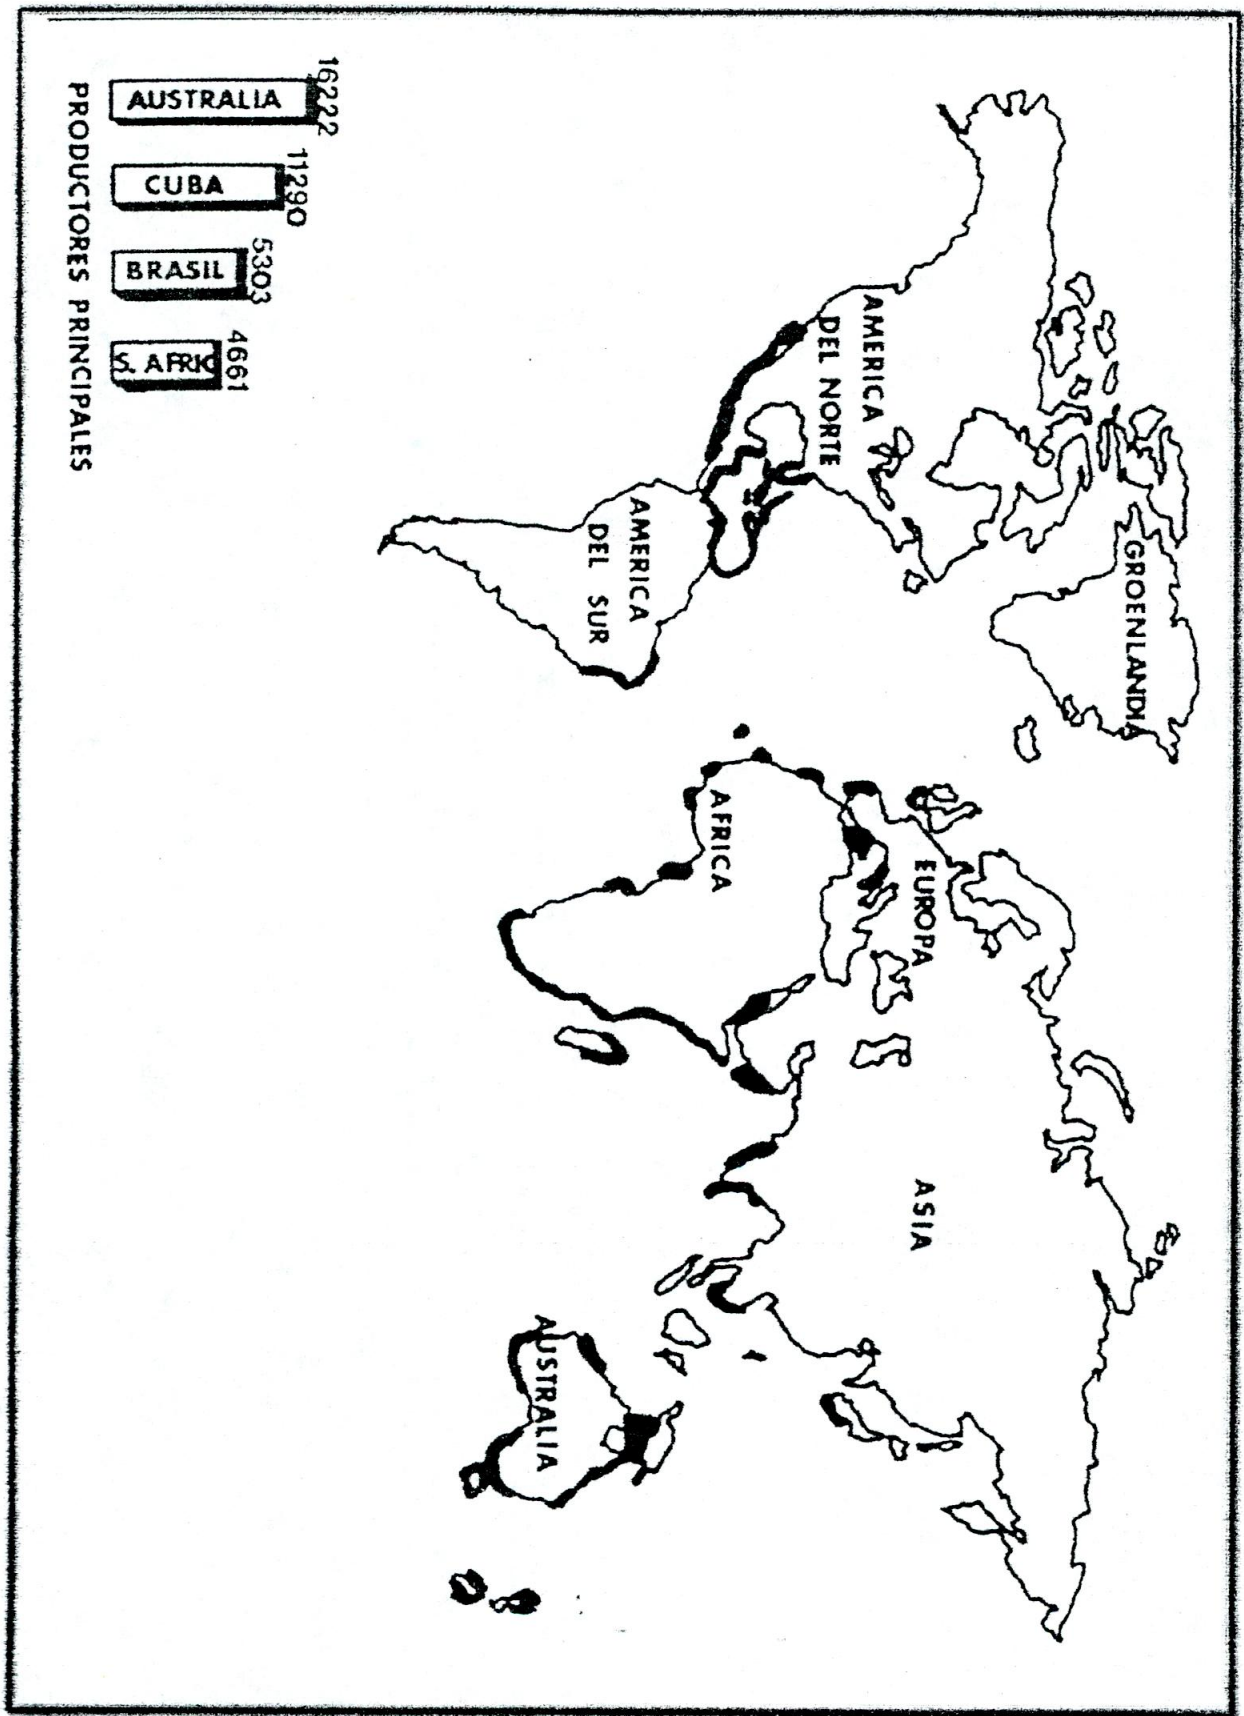 GROENLANDIA
AMERICA
DEL NORTE
EUROPA
ASIA
AFRICA
AMERICA
DEL SUR
AUSTRALIA
16222
AUSTRALIA
11290
CUBA
5303
BRASIL
4661
S. AFRIC
PRODUCTORES PRINCIPALES